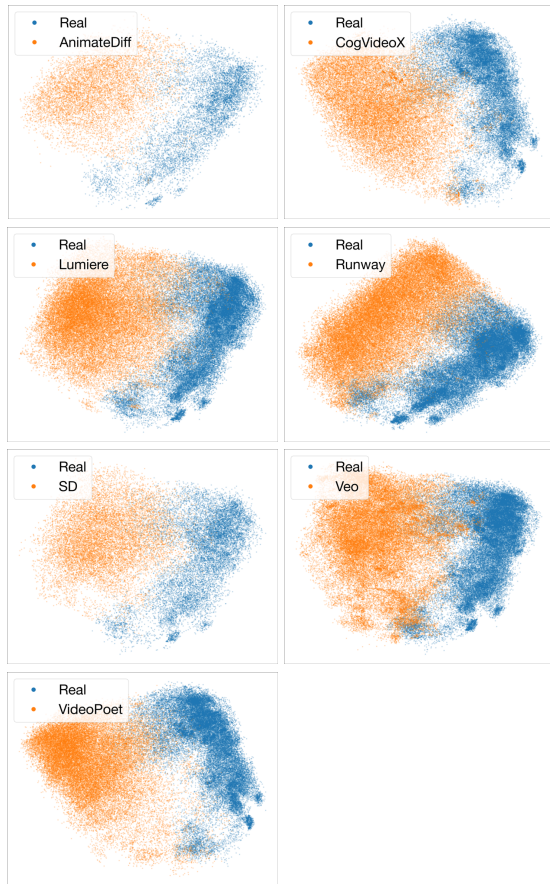 Real
AnimateDiff
Real
CogVideoX
Real
Lumiere
Real
Runway
Real
SD
Real
Veo
Real
VideoPoet